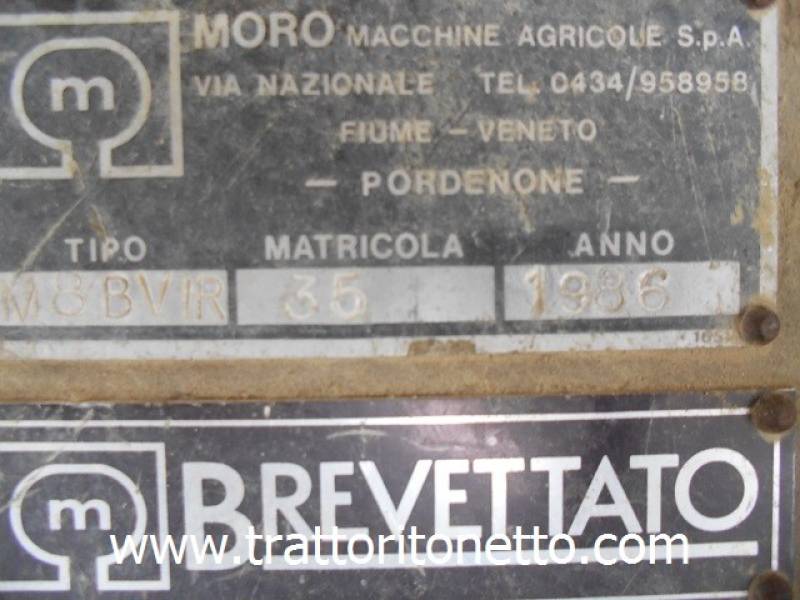 m
MORO MACCHINE AGRICOLE S.p.A.
VIA NAZIONALE TEL. 0434/958958
FIUME - VENETO
- PORDENONE -
TIPO MATRICOLA ANNO
M8BVIR 35 1986
m
BREVETTATO
www.trattoritonetto.com